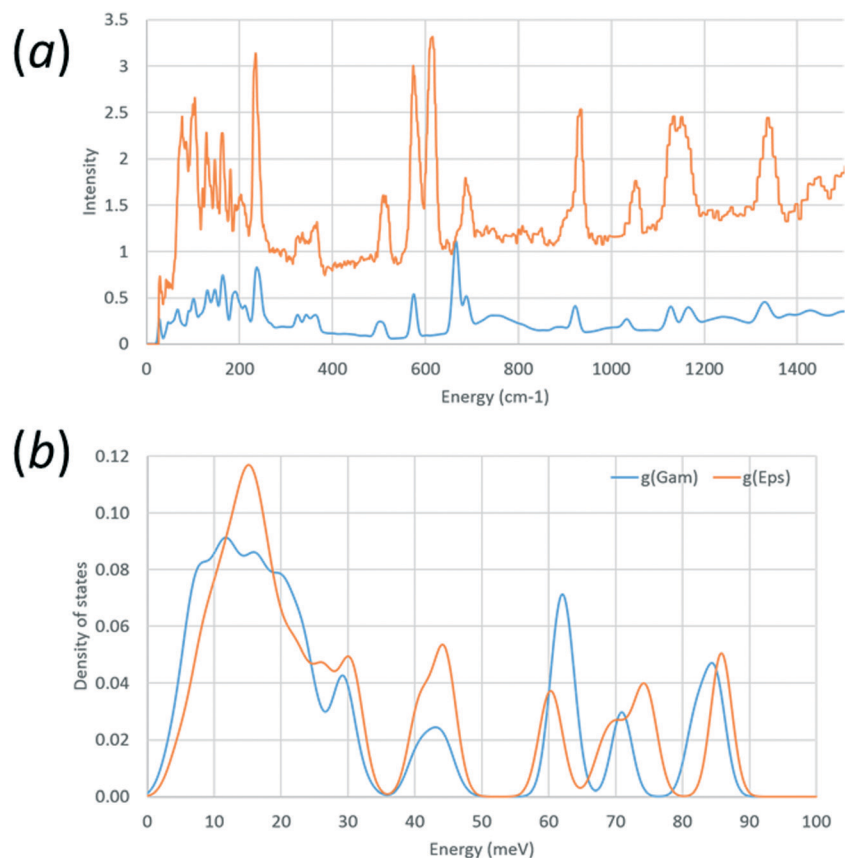 (a)
3.5
3
2.5
2
1.5
1
0.5
0
Intensity
0 200 400 600 800 1000 1200 1400
Energy (cm-1)
(b)
0.12
0.10
0.08
0.06
0.04
0.02
0.00
Density of states
g(Gam) g(Eps)
0 10 20 30 40 50 60 70 80 90 100
Energy (meV)